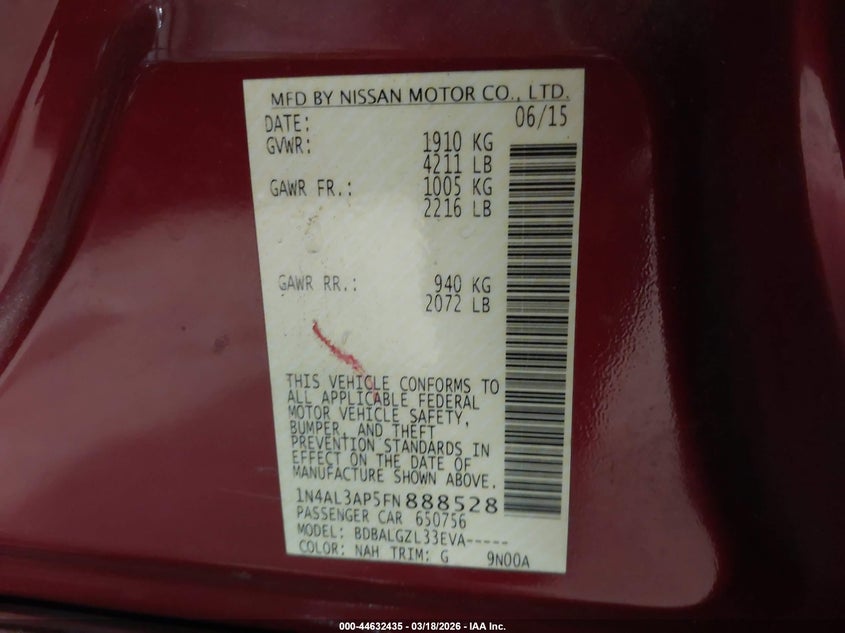 MFD BY NISSAN MOTOR CO., LTD.
DATE: 06/15
GVWR: 1910 KG
4211 LB
GAWR FR.: 1005 KG
2216 LB
GAWR RR.: 940 KG
2072 LB
THIS VEHICLE CONFORMS TO
ALL APPLICABLE FEDERAL
MOTOR VEHICLE SAFETY,
BUMPER, AND THEFT
PREVENTION STANDARDS IN
EFFECT ON THE DATE OF
MANUFACTURE SHOWN ABOVE.
1N4AL3AP5FN888528
PASSENGER CAR 650756
MODEL: BDBALGZL33EVA-----
COLOR: NAH TRIM: G 9N00A
000-44632435 - 03/18/2026 - IAA Inc.